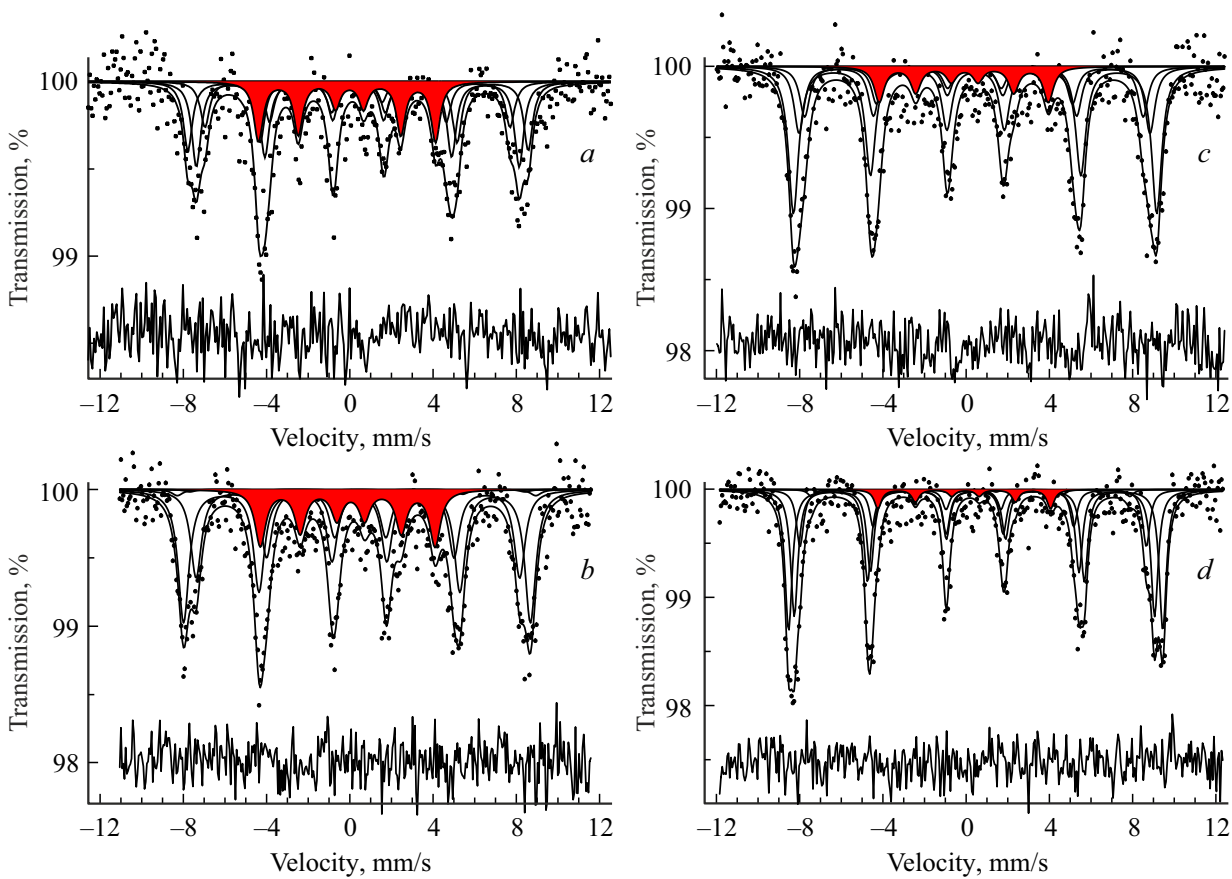 Transmission, %
100
99
a
−12 −8 −4 0 4 8 12
Velocity, mm/s
Transmission, %
100
99
98
c
−12 −8 −4 0 4 8 12
Velocity, mm/s
Transmission, %
100
99
98
b
−12 −8 −4 0 4 8 12
Velocity, mm/s
Transmission, %
100
99
98
d
−12 −8 −4 0 4 8 12
Velocity, mm/s